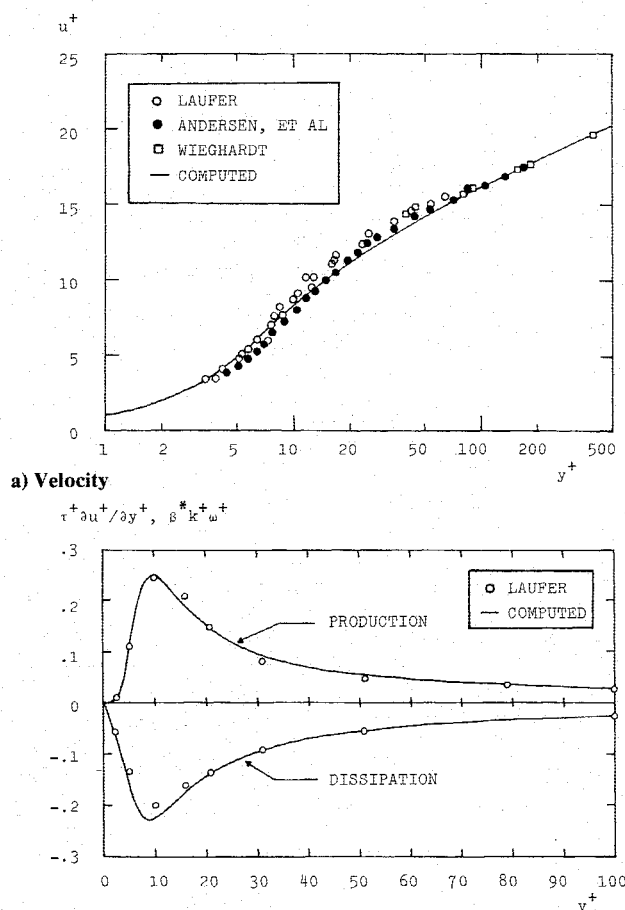 u+
25
20
15
10
5
0
○ LAUFER
● ANDERSEN, ET AL
□ WIEGHARDT
— COMPUTED
1 2 5 10 20 50 100 200 500
y+
a) Velocity
τ+∂u+/∂y+, β*k+ω+
.3
.2
.1
0
-.1
-.2
-.3
○ LAUFER
— COMPUTED
PRODUCTION
DISSIPATION
0 10 20 30 40 50 60 70 80 90 100
y+